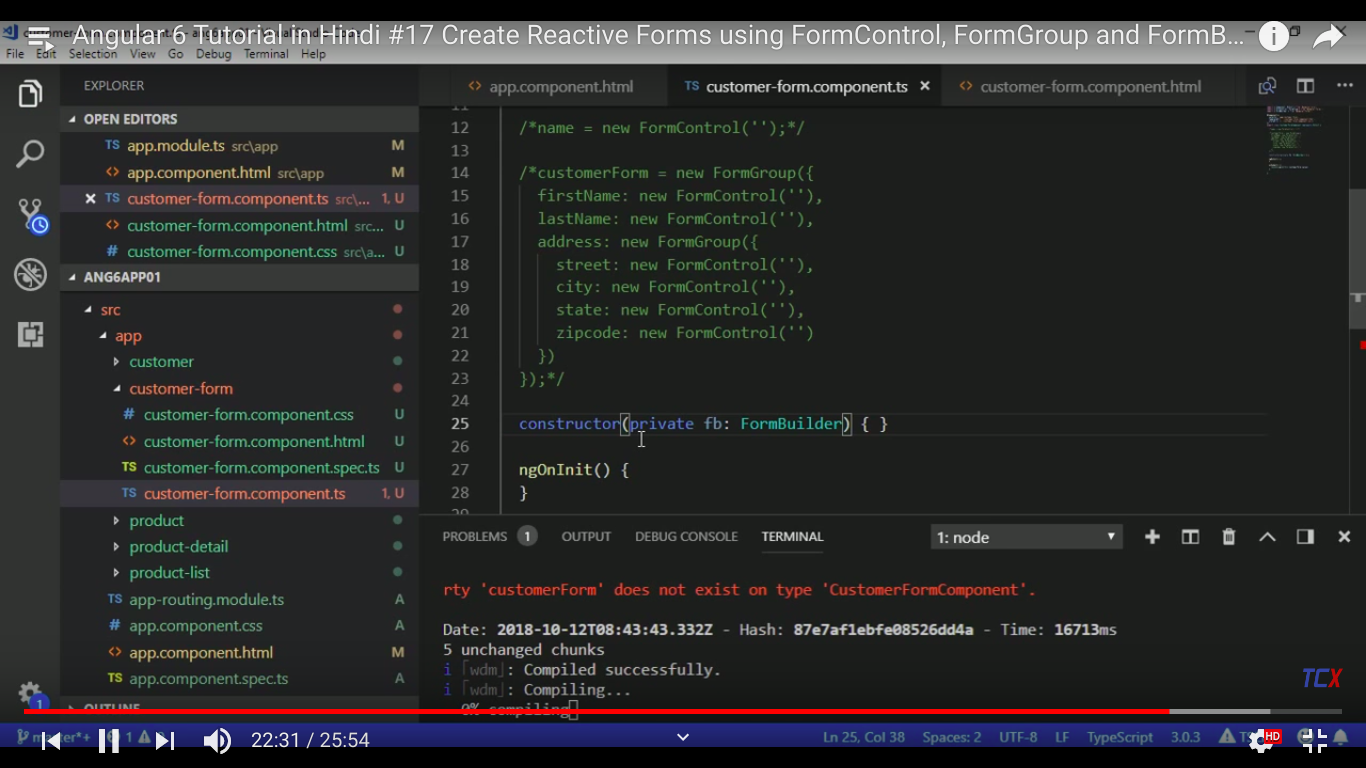 Angular 6 Tutorial in Hindi #17 Create Reactive Forms using FormControl, FormGroup and FormB...
File Edit Selection View Go Debug Terminal Help
EXPLORER
OPEN EDITORS
TS app.module.ts src\app M
<> app.component.html src\app M
TS customer-form.component.ts src\... 1, U
<> customer-form.component.html src... U
# customer-form.component.css src\a... U
ANG6APP01
src
app
customer
customer-form
# customer-form.component.css U
<> customer-form.component.html U
TS customer-form.component.spec.ts U
TS customer-form.component.ts 1, U
product
product-detail
product-list
TS app-routing.module.ts A
# app.component.css A
<> app.component.html M
TS app.component.spec.ts A
OUTLINE
1
<> app.component.html
TS customer-form.component.ts
<> customer-form.component.html
11
12 /*name = new FormControl('');*/
13
14 /*customerForm = new FormGroup({
15 firstName: new FormControl(''),
16 lastName: new FormControl(''),
17 address: new FormGroup({
18 street: new FormControl(''),
19 city: new FormControl(''),
20 state: new FormControl(''),
21 zipcode: new FormControl('')
22 })
23 });*/
24
25 constructor(private fb: FormBuilder) { }
26
27 ngOnInit() {
28 }
29
PROBLEMS 1 OUTPUT DEBUG CONSOLE TERMINAL 1: node
rty 'customerForm' does not exist on type 'CustomerFormComponent'.
Date: 2018-10-12T08:43:43.332Z - Hash: 87e7af1ebfe08526dd4a - Time: 16713ms
5 unchanged chunks
i ｢wdm｣: Compiled successfully.
i ｢wdm｣: Compiling...
0% compiling
TCX
22:31 / 25:54
Ln 25, Col 38 Spaces: 2 UTF-8 LF TypeScript 3.0.3
HD